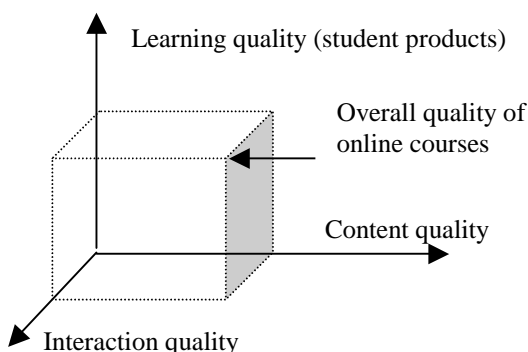 Learning quality (student products)
Overall quality of
online courses
Content quality
Interaction quality